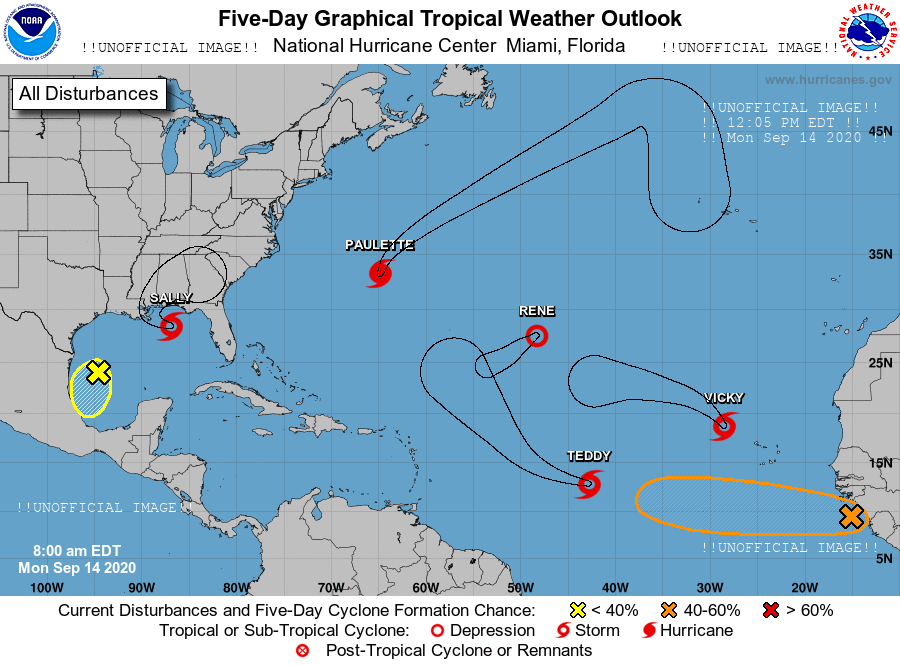 Five-Day Graphical Tropical Weather Outlook
!!UNOFFICIAL IMAGE!! National Hurricane Center Miami, Florida !!UNOFFICIAL IMAGE!!
NOAA
NATIONAL WEATHER SERVICE
All Disturbances
www.hurricanes.gov
!!UNOFFICIAL IMAGE!!
!! 12:05 PM EDT !!
!! Mon Sep 14 2020 !!
45N
PAULETTE
35N
SALLY
RENE
25N
VICKY
TEDDY
15N
!!UNOFFICIAL IMAGE!!
!!UNOFFICIAL IMAGE!!
8:00 am EDT
Mon Sep 14 2020
5N
100W 90W 80W 70W 60W 50W 40W 30W 20W
Current Disturbances and Five-Day Cyclone Formation Chance: < 40% 40-60% > 60%
Tropical or Sub-Tropical Cyclone: Depression Storm Hurricane
Post-Tropical Cyclone or Remnants